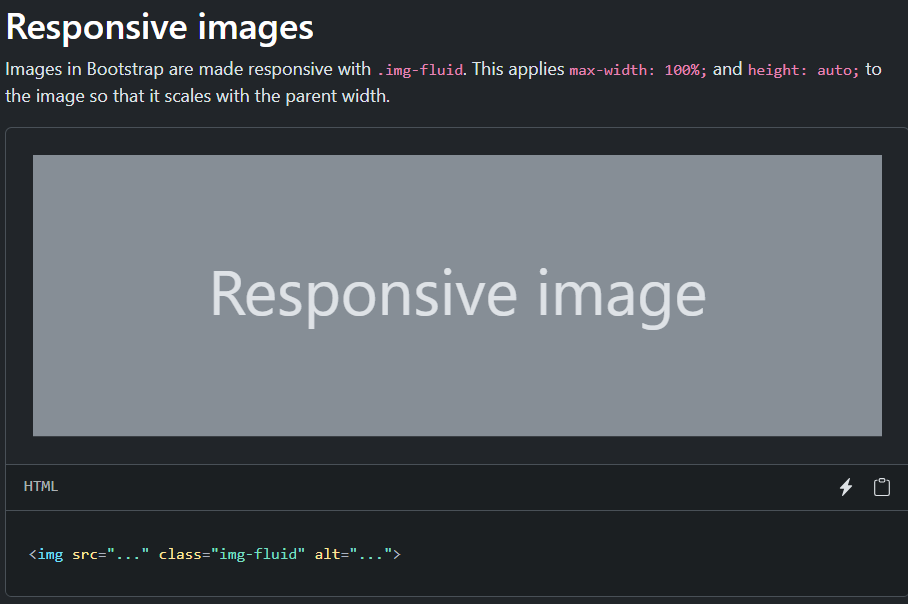 Responsive images
Images in Bootstrap are made responsive with .img-fluid. This applies max-width: 100%; and height: auto; to
the image so that it scales with the parent width.
Responsive image
HTML
<img src="..." class="img-fluid" alt="...">